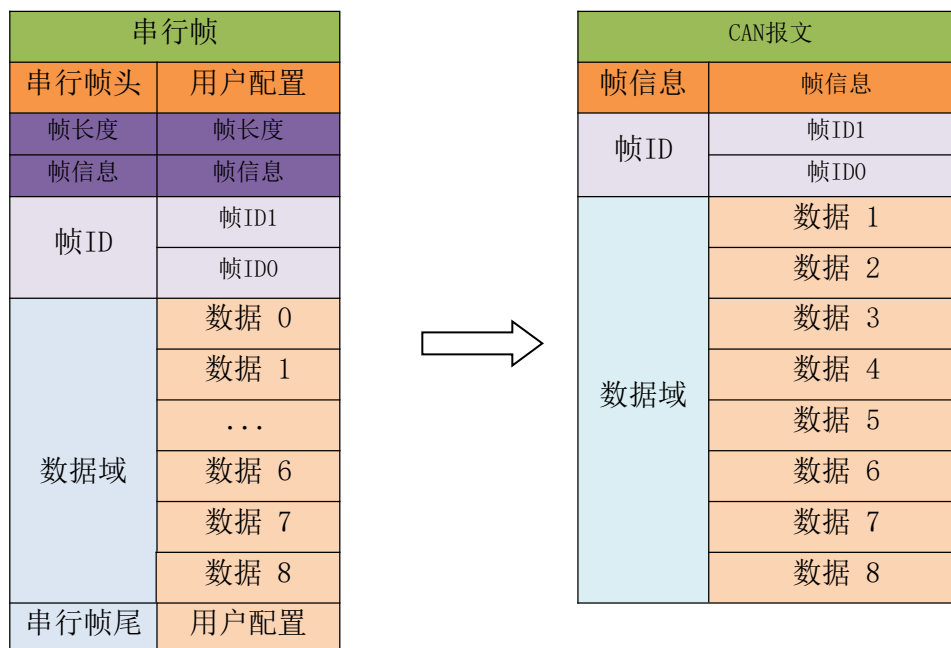 串行帧
串行帧头 用户配置
帧长度 帧长度
帧信息 帧信息
帧ID
帧ID1
帧ID0
数据域
数据 0
数据 1
...
数据 6
数据 7
数据 8
串行帧尾 用户配置
CAN报文
帧信息 帧信息
帧ID
帧ID1
帧ID0
数据域
数据 1
数据 2
数据 3
数据 4
数据 5
数据 6
数据 7
数据 8